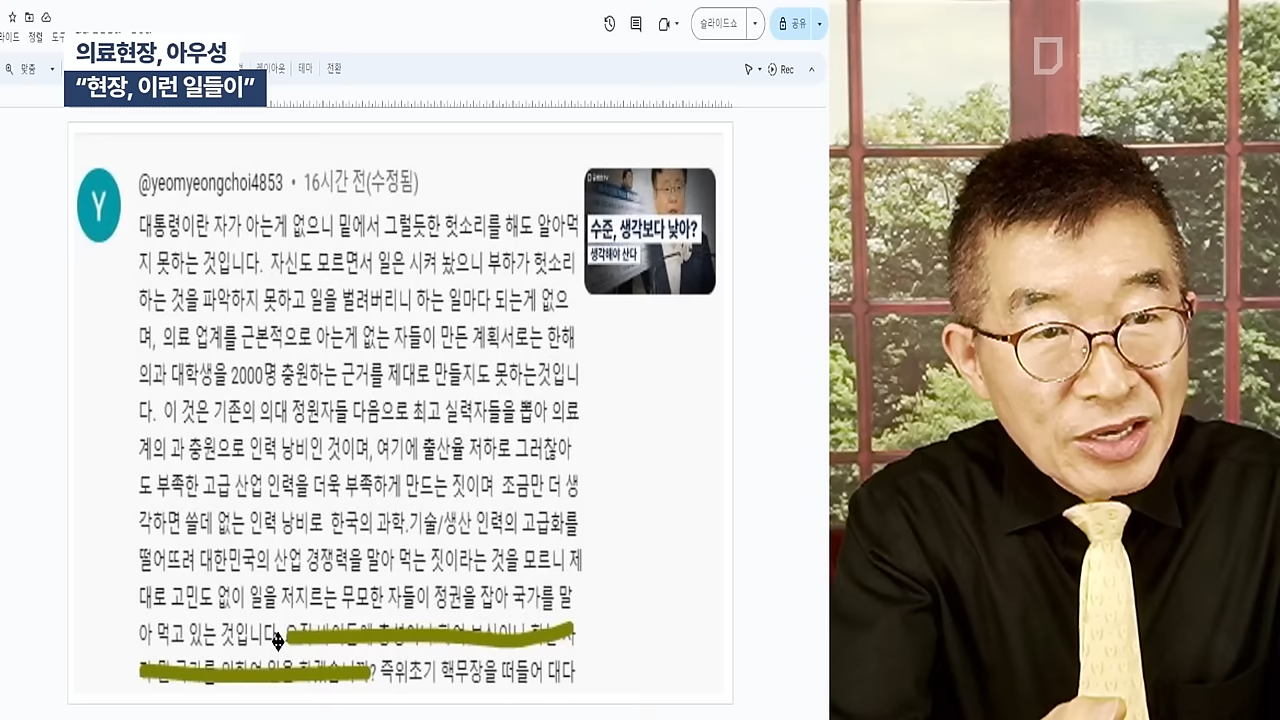 라이드 정렬 도구
슬라이드쇼
공유
의료현장, 아우성
“현장, 이런 일들이”
맞춤
테마
전환
Rec
Y
@yeomyeongchoi4853 • 16시간 전(수정됨)
대통령이란 자가 아는게 없으니 밑에서 그럴듯한 헛소리를 해도 알아먹
지 못하는 것입니다. 자신도 모르면서 일은 시켜 놨으니 부하가 헛소리
하는 것을 파악하지 못하고 일을 벌려버리니 하는 일마다 되는게 없으
며, 의료 업계를 근본적으로 아는게 없는 자들이 만든 계획서로는 한해
의과 대학생을 2000명 충원하는 근거를 제대로 만들지도 못하는것입니
다. 이 것은 기존의 의대 정원자들 다음으로 최고 실력자들을 뽑아 의료
계의 과 충원으로 인력 낭비인 것이며, 여기에 출산율 저하로 그러찮아
도 부족한 고급 산업 인력을 더욱 부족하게 만드는 짓이며 조금만 더 생
각하면 쓸데 없는 인력 낭비로 한국의 과학.기술/생산 인력의 고급화를
떨어뜨려 대한민국의 산업 경쟁력을 말아 먹는 짓이라는 것을 모르니 제
대로 고민도 없이 일을 저지르는 무모한 자들이 정권을 잡아 국가를 말
아 먹고 있는 것입니다.
? 즉위초기 핵무장을 떠들어 대다
수준, 생각보다 낮아?
생각해야 산다